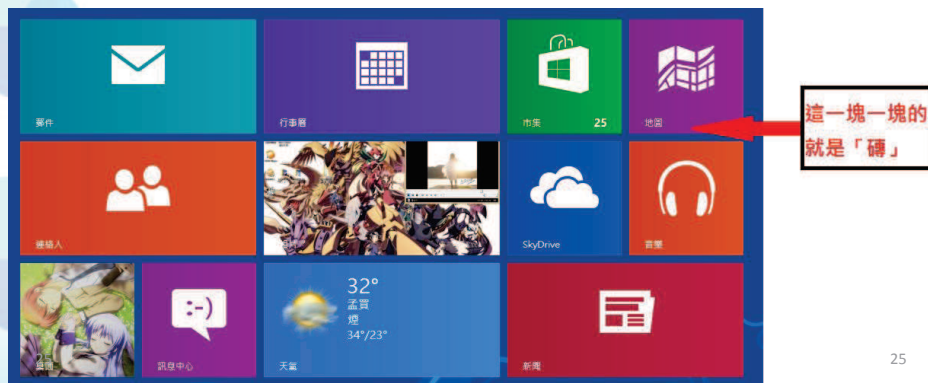 郵件
行事曆
市集
25
地圖
這一塊一塊的
就是「磚」
連絡人
SkyDrive
音樂
:-)
訊息中心
32°
孟買
煙
34°/23°
天氣
新聞
25